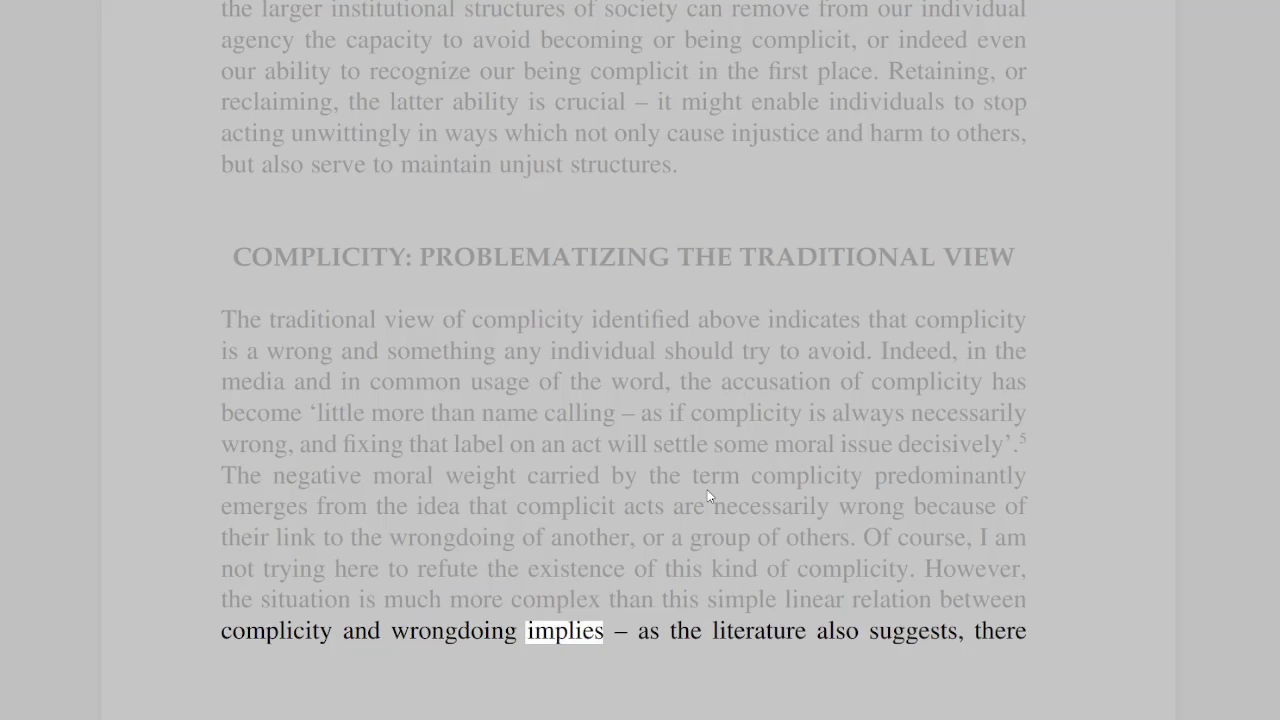 the larger institutional structures of society can remove from our individual
agency the capacity to avoid becoming or being complicit, or indeed even
our ability to recognize our being complicit in the first place. Retaining, or
reclaiming, the latter ability is crucial – it might enable individuals to stop
acting unwittingly in ways which not only cause injustice and harm to others,
but also serve to maintain unjust structures.
COMPLICITY: PROBLEMATIZING THE TRADITIONAL VIEW
The traditional view of complicity identified above indicates that complicity
is a wrong and something any individual should try to avoid. Indeed, in the
media and in common usage of the word, the accusation of complicity has
become ‘little more than name calling – as if complicity is always necessarily
wrong, and fixing that label on an act will settle some moral issue decisively’.⁵
The negative moral weight carried by the term complicity predominantly
emerges from the idea that complicit acts are necessarily wrong because of
their link to the wrongdoing of another, or a group of others. Of course, I am
not trying here to refute the existence of this kind of complicity. However,
the situation is much more complex than this simple linear relation between
complicity and wrongdoing implies – as the literature also suggests, there